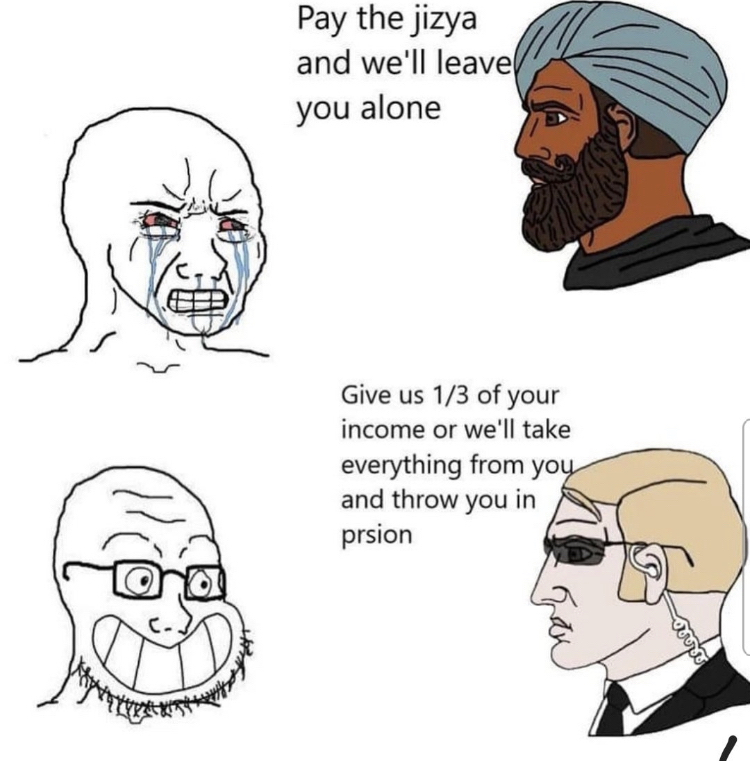 Pay the jizya
and we'll leave
you alone
Give us 1/3 of your
income or we'll take
everything from you
and throw you in
prsion